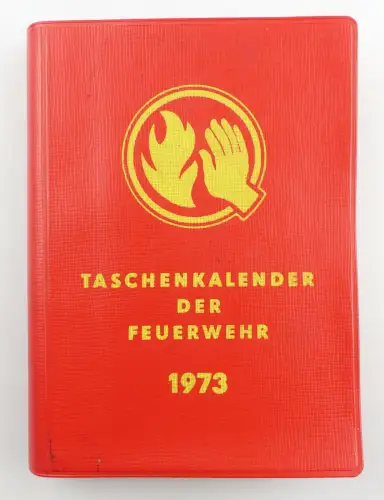 TASCHENKALENDER
DER
FEUERWEHR
1973